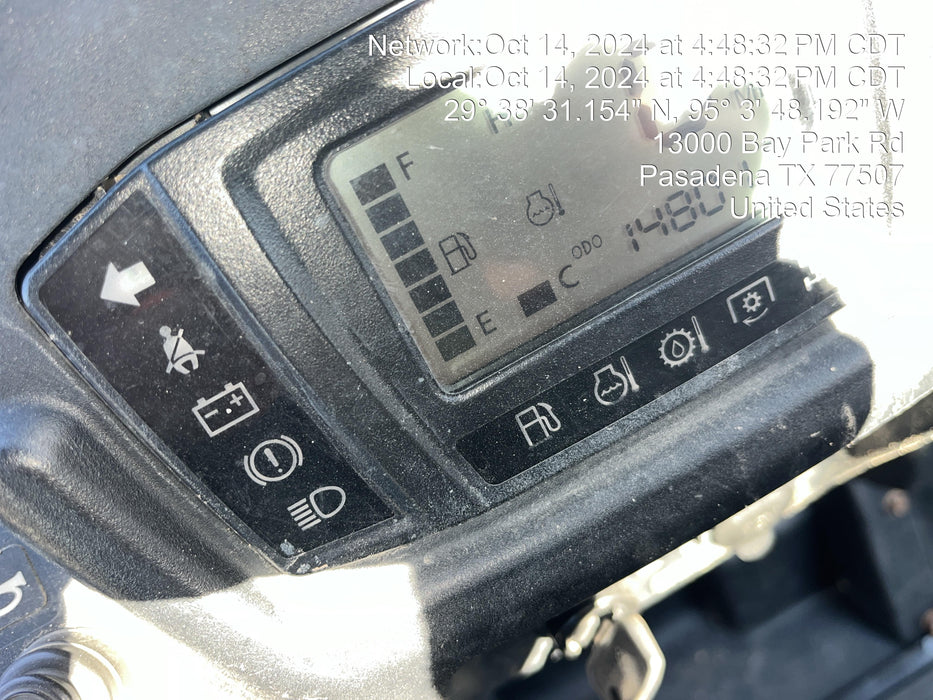 Network:Oct 14, 2024 at 4:48:32 PM CDT
Local:Oct 14, 2024 at 4:48:32 PM CDT
29° 38' 31.154" N, 95° 3' 48.192" W
13000 Bay Park Rd
Pasadena TX 77507
United States
F
E
C
ODO